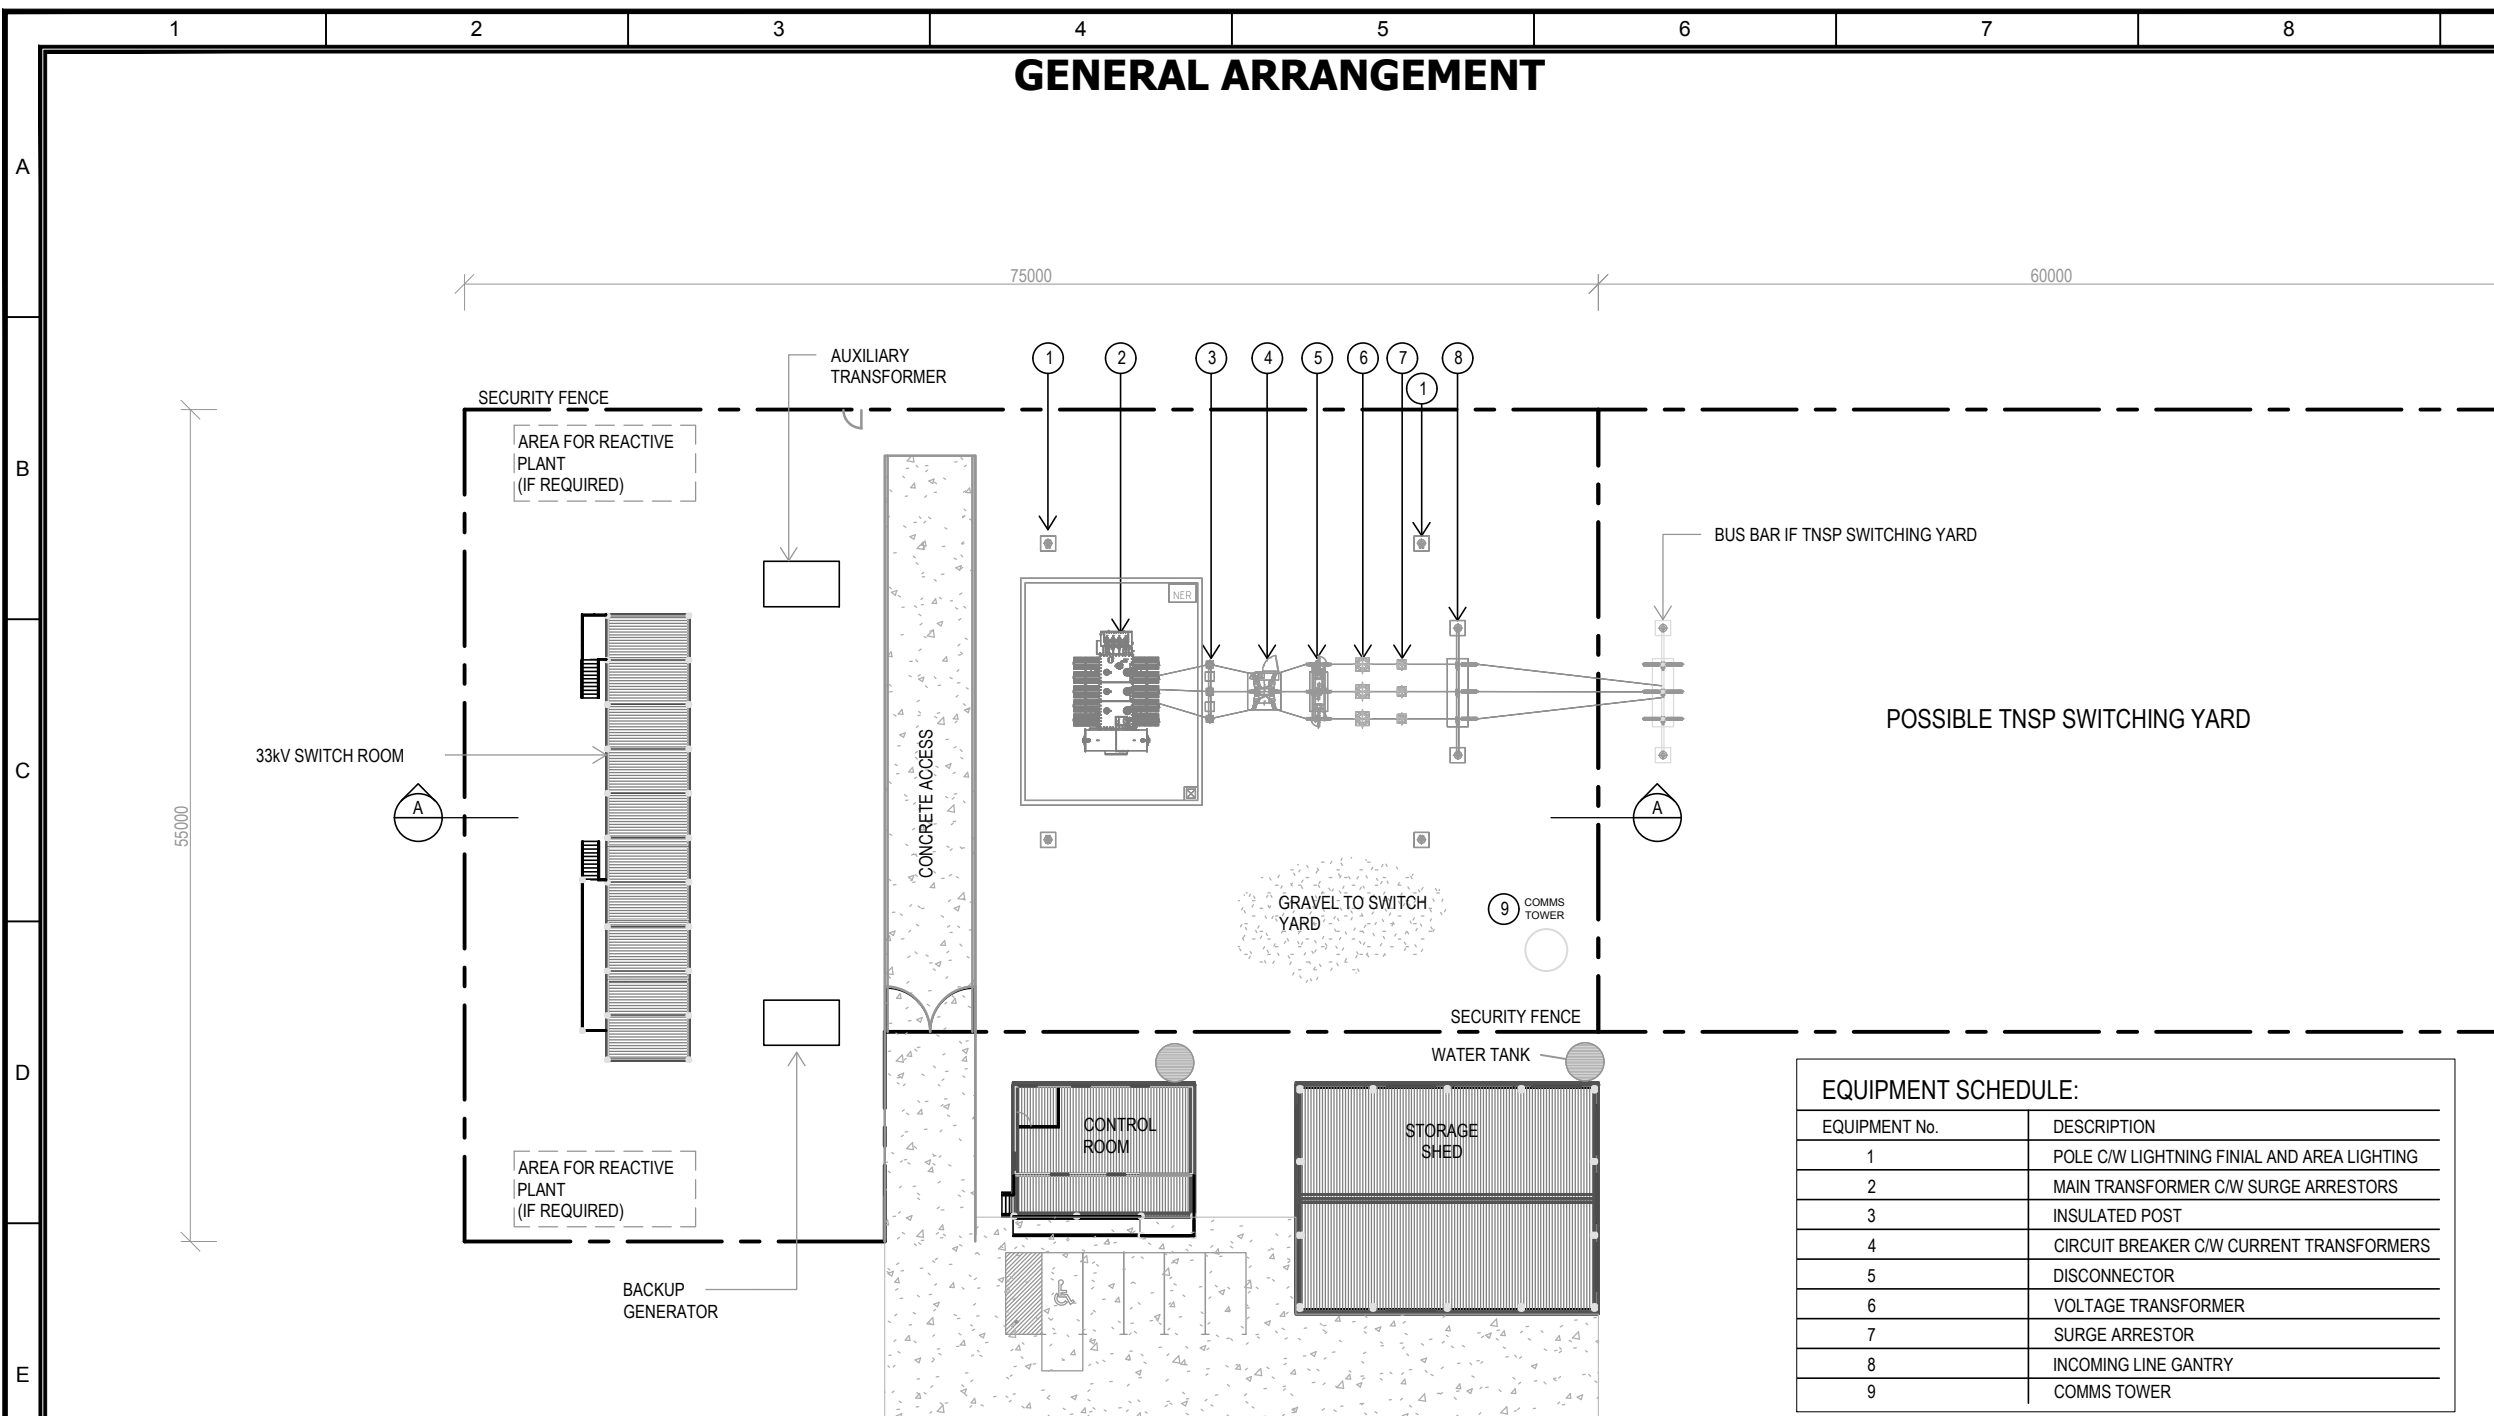 1 2 3 4 5 6 7 8
GENERAL ARRANGEMENT
A
B
C
D
E
75000
60000
55000
AUXILIARY
TRANSFORMER
1
2
3
4
5
6
7
8
1
SECURITY FENCE
AREA FOR REACTIVE
PLANT
(IF REQUIRED)
BUS BAR IF TNSP SWITCHING YARD
NER
POSSIBLE TNSP SWITCHING YARD
33kV SWITCH ROOM
A
A
CONCRETE ACCESS
GRAVEL TO SWITCH
YARD
9
COMMS
TOWER
SECURITY FENCE
WATER TANK
CONTROL
ROOM
STORAGE
SHED
AREA FOR REACTIVE
PLANT
(IF REQUIRED)
BACKUP
GENERATOR
EQUIPMENT SCHEDULE:
EQUIPMENT No. DESCRIPTION
1 POLE C/W LIGHTNING FINIAL AND AREA LIGHTING
2 MAIN TRANSFORMER C/W SURGE ARRESTORS
3 INSULATED POST
4 CIRCUIT BREAKER C/W CURRENT TRANSFORMERS
5 DISCONNECTOR
6 VOLTAGE TRANSFORMER
7 SURGE ARRESTOR
8 INCOMING LINE GANTRY
9 COMMS TOWER